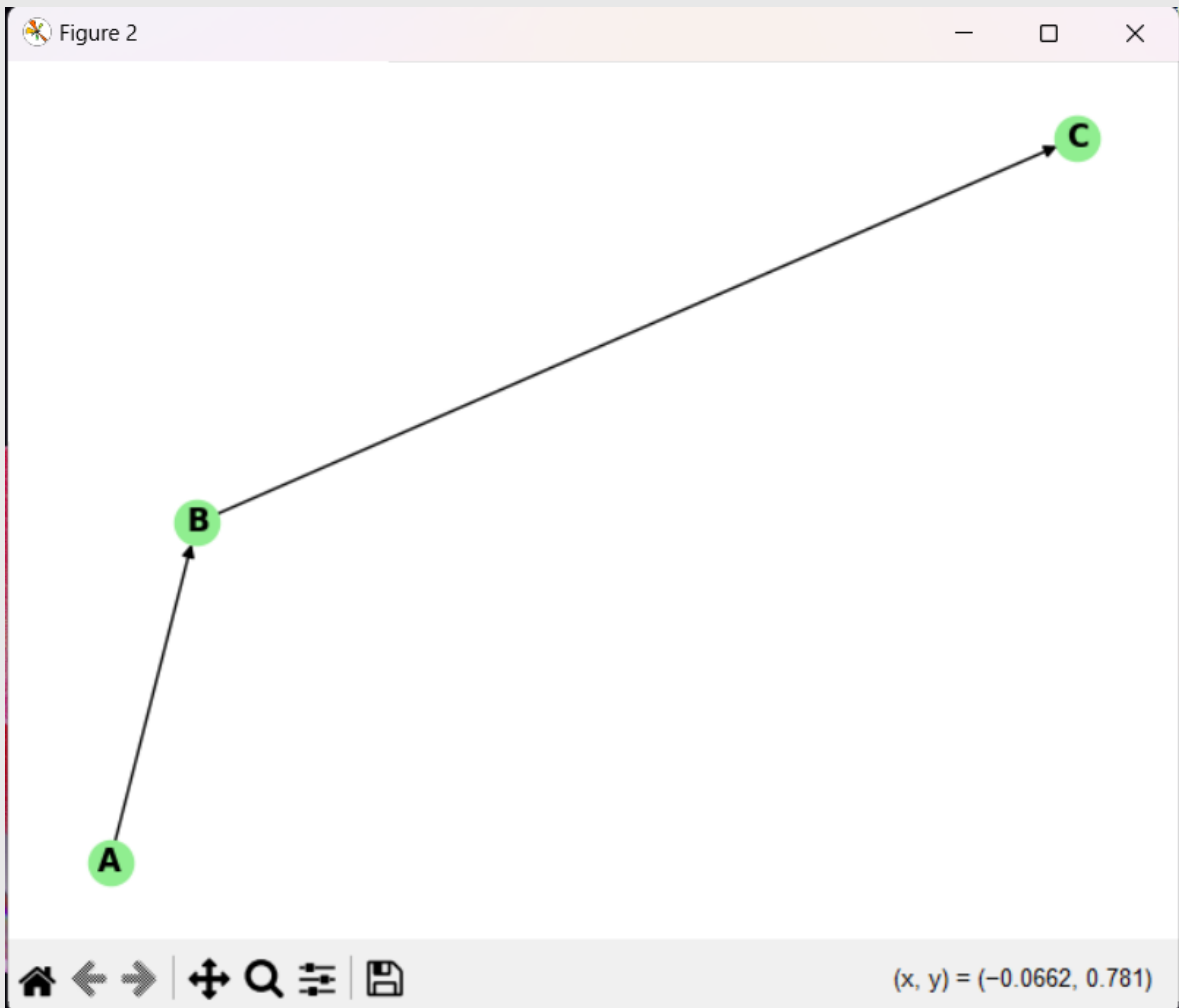 Figure 2
C
B
A
(x, y) = (−0.0662, 0.781)